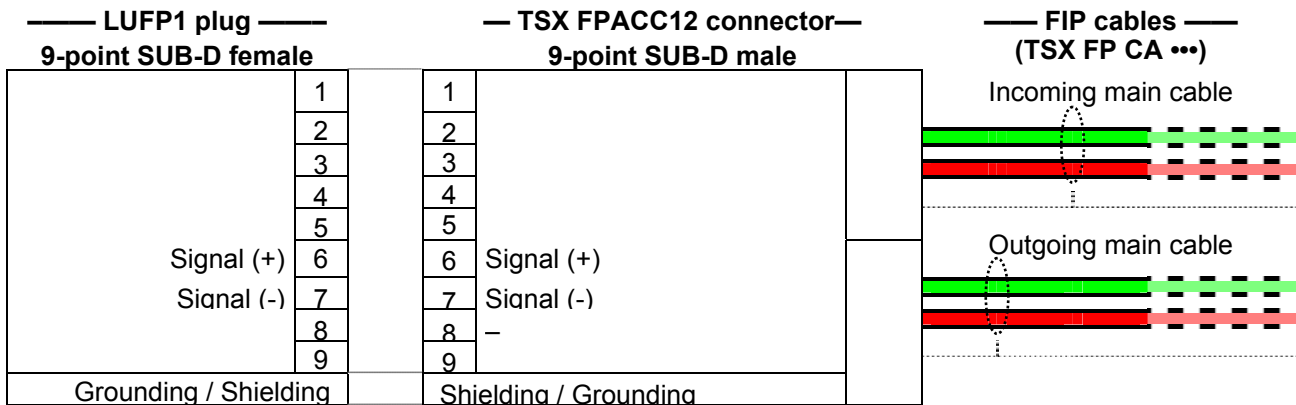 ——— LUFP1 plug ———
9-point SUB-D female
— TSX FPACC12 connector—
9-point SUB-D male
—— FIP cables ——
(TSX FP CA •••)
1
2
3
4
5
Signal (+) 6
Signal (-) 7
8
9
Grounding / Shielding
1
2
3
4
5
6 Signal (+)
7 Signal (-)
8 –
9
Shielding / Grounding
Incoming main cable
Outgoing main cable